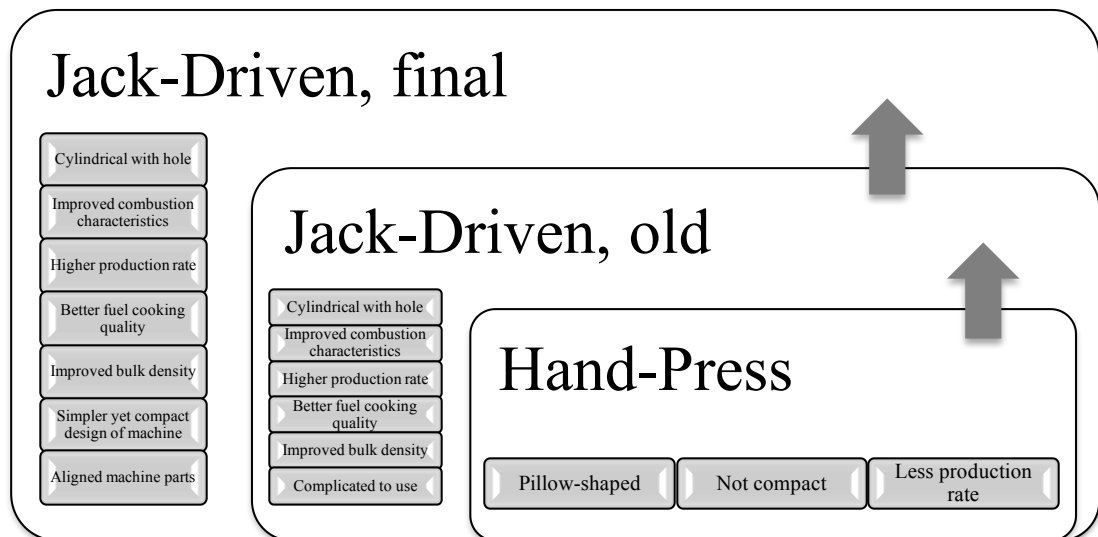 Jack-Driven, final
Cylindrical with hole
Improved combustion
characteristics
Higher production rate
Better fuel cooking
quality
Improved bulk density
Simpler yet compact
design of machine
Aligned machine parts
Jack-Driven, old
Cylindrical with hole
Improved combustion
characteristics
Higher production rate
Better fuel cooking
quality
Improved bulk density
Complicated to use
Hand-Press
Pillow-shaped
Not compact
Less production
rate